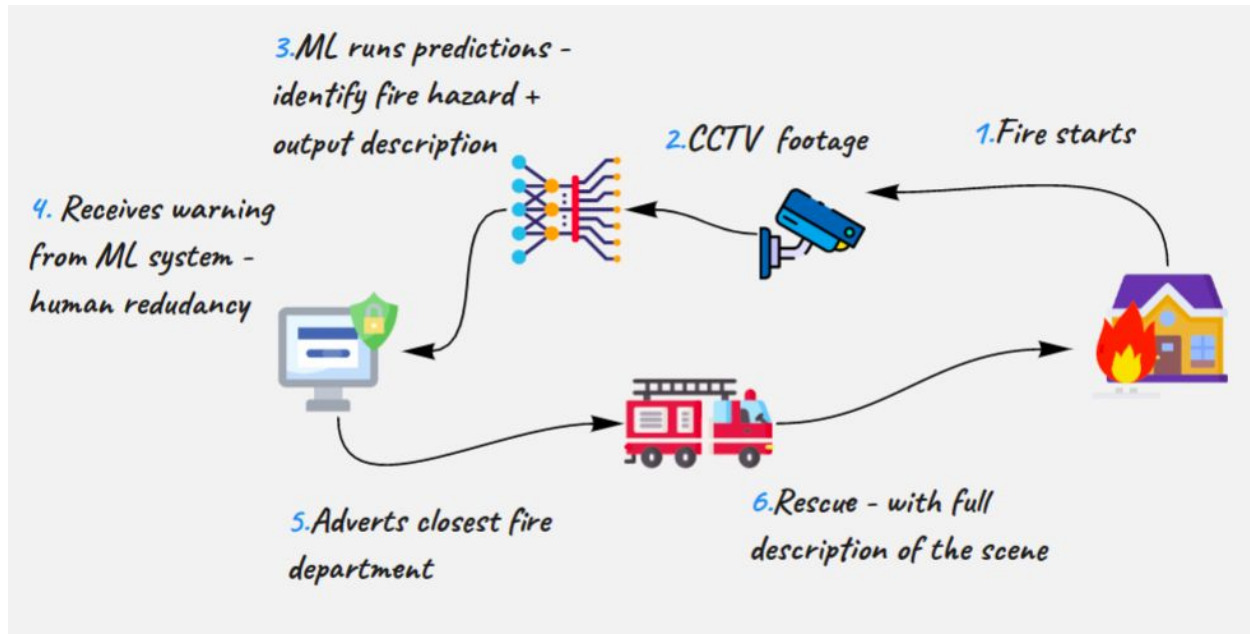 1.Fire starts
2.CCTV footage
3.ML runs predictions -
identify fire hazard +
output description
4. Receives warning
from ML system -
human redudancy
5.Adverts closest fire
department
6.Rescue - with full
description of the scene